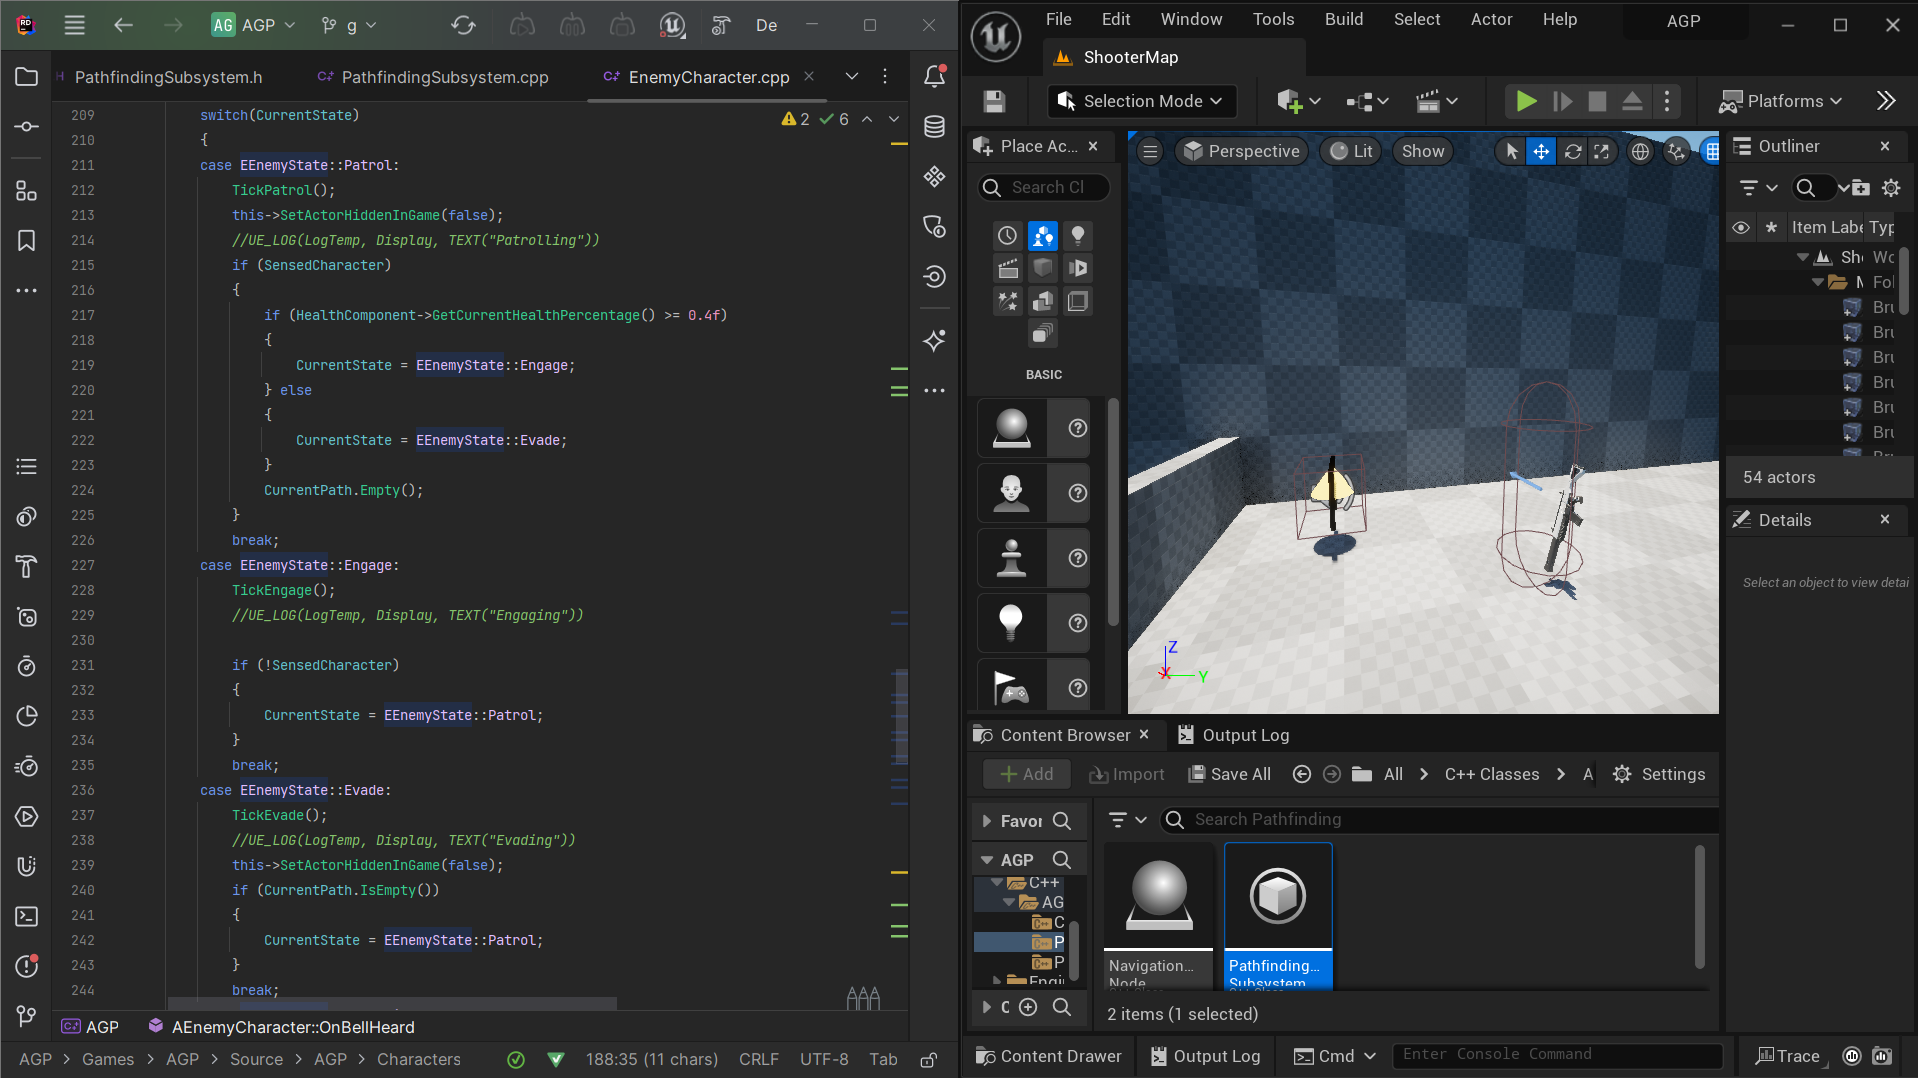 AG AGP
g
De
PathfindingSubsystem.h
PathfindingSubsystem.cpp
EnemyCharacter.cpp
2 6
209 switch(CurrentState)
210 {
211 case EEnemyState::Patrol:
212 TickPatrol();
213 this->SetActorHiddenInGame(false);
214 //UE_LOG(LogTemp, Display, TEXT("Patrolling"))
215 if (SensedCharacter)
216 {
217 if (HealthComponent->GetCurrentHealthPercentage() >= 0.4f)
218 {
219 CurrentState = EEnemyState::Engage;
220 } else
221 {
222 CurrentState = EEnemyState::Evade;
223 }
224 CurrentPath.Empty();
225 }
226 break;
227 case EEnemyState::Engage:
228 TickEngage();
229 //UE_LOG(LogTemp, Display, TEXT("Engaging"))
230
231 if (!SensedCharacter)
232 {
233 CurrentState = EEnemyState::Patrol;
234 }
235 break;
236 case EEnemyState::Evade:
237 TickEvade();
238 //UE_LOG(LogTemp, Display, TEXT("Evading"))
239 this->SetActorHiddenInGame(false);
240 if (CurrentPath.IsEmpty())
241 {
242 CurrentState = EEnemyState::Patrol;
243 }
244 break;
AGP AEnemyCharacter::OnBellHeard
AGP > Games > AGP > Source > AGP > Characters
188:35 (11 chars) CRLF UTF-8 Tab
File Edit Window Tools Build Select Actor Help
AGP
ShooterMap
Selection Mode
Platforms
Place Ac...
Search Cl
BASIC
Perspective
Lit
Show
Z
X
Y
Outliner
Item Labe
Typ
Sh
Wo
Fol
Bru
Bru
Bru
Bru
Bru
Bru
54 actors
Details
Select an object to view detai
Content Browser
Output Log
Add
Import
Save All
All > C++ Classes > A
Settings
Favor
AGP
C++
AG
C
P
P
Engin
C
Search Pathfinding
Navigation...
Node
Pathfinding...
Subsystem
2 items (1 selected)
Content Drawer
Output Log
Cmd
Enter Console Command
Trace